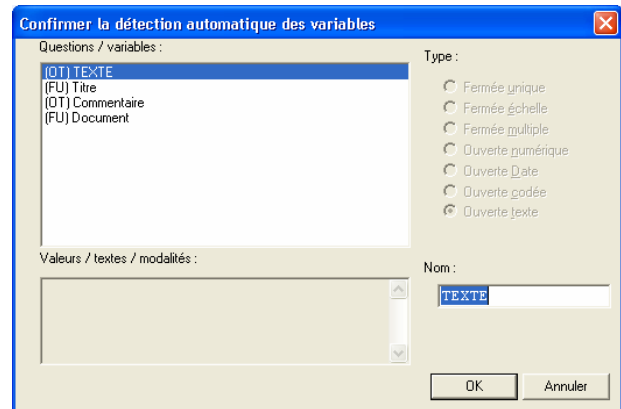 Confirmer la détection automatique des variables
Questions / variables :
(OT) TEXTE
(FU) Titre
(OT) Commentaire
(FU) Document
Type :
Fermée unique
Fermée échelle
Fermée multiple
Ouverte numérique
Ouverte Date
Ouverte codée
Ouverte texte
Valeurs / textes / modalités :
Nom :
TEXTE
OK
Annuler